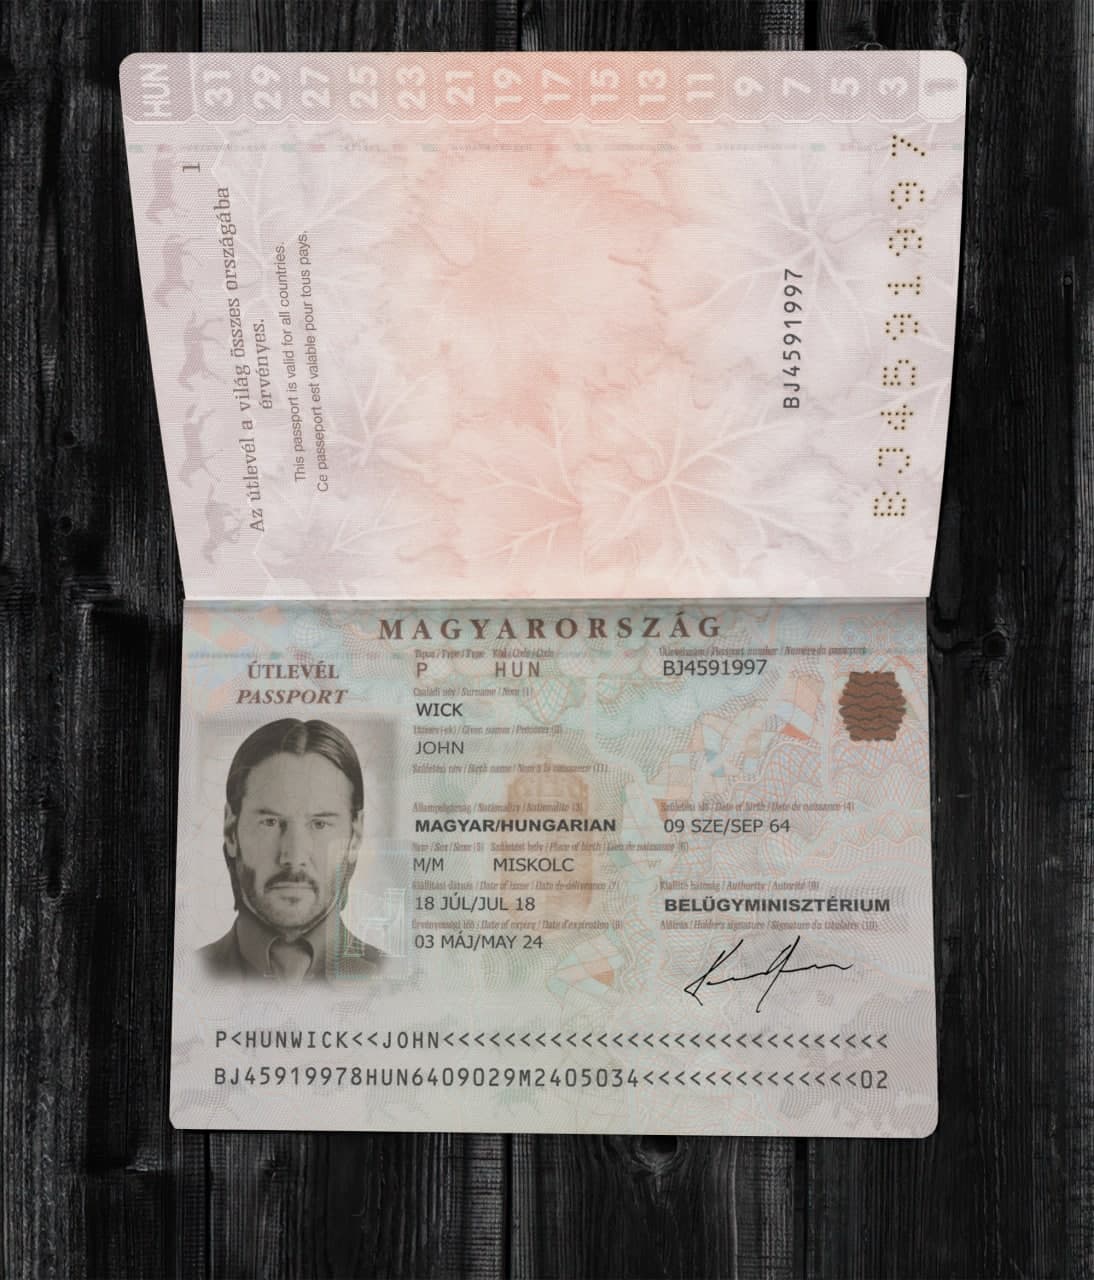 HUN 31 29 27 25 23 21 19 17 15 13 11 9 7 5 3 1
1
Az útlevél a világ összes országába
érvényes.
This passport is valid for all countries.
Ce passeport est valable pour tous pays.
BJ4591997
BJ4591997
MAGYARORSZÁG
ÚTLEVÉL
PASSPORT
Típus / Type / Type Kód / Code / Code Útlevélszám / Passport number / Numéro du passeport
P HUN BJ4591997
Családi név / Surname / Nom (1)
WICK
Utónév(ek) / Given names / Prénoms (2)
JOHN
Születési név / Birth name / Nom à la naissance (11)
Állampolgárság / Nationality / Nationalité (3) Születési idő / Date of birth / Date de naissance (4)
MAGYAR/HUNGARIAN 09 SZE/SEP 64
Nem / Sex / Sexe (5) Születési hely / Place of birth / Lieu de naissance (6)
M/M MISKOLC
Kiállítás dátuma / Date of issue / Date de délivrance (7) Kiállító hatóság / Authority / Autorité (9)
18 JÚL/JUL 18 BELÜGYMINISZTÉRIUM
Érvényességi idő / Date of expiry / Date d'expiration (8) Aláírás / Holder's signature / Signature du titulaire (10)
03 MÁJ/MAY 24
P<HUNWICK<<JOHN<<<<<<<<<<<<<<<<<<<<<<<<<<<<<
BJ45919978HUN6409029M2405034<<<<<<<<<<<<<<02